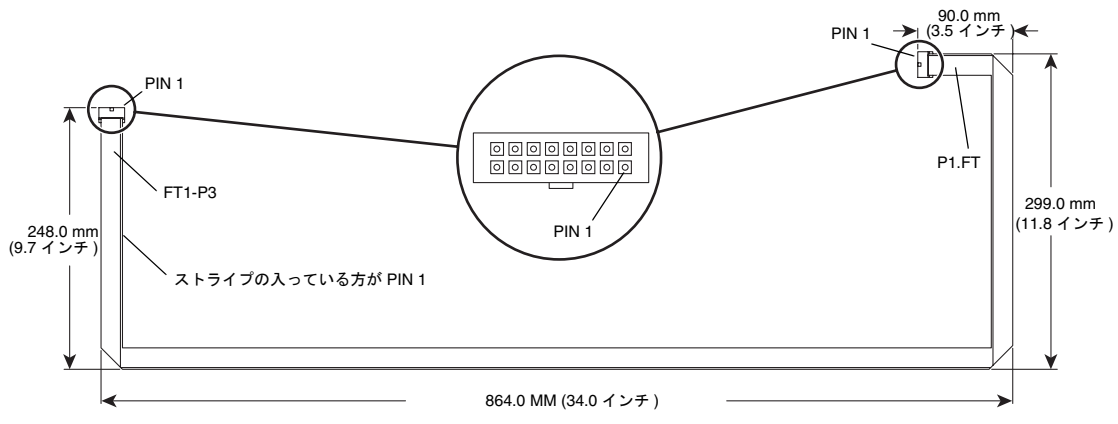 90.0 mm
(3.5 インチ )
PIN 1
PIN 1
P1.FT
FT1-P3
299.0 mm
(11.8 インチ )
248.0 mm
(9.7 インチ )
PIN 1
ストライプの入っている方が PIN 1
864.0 MM (34.0 インチ )